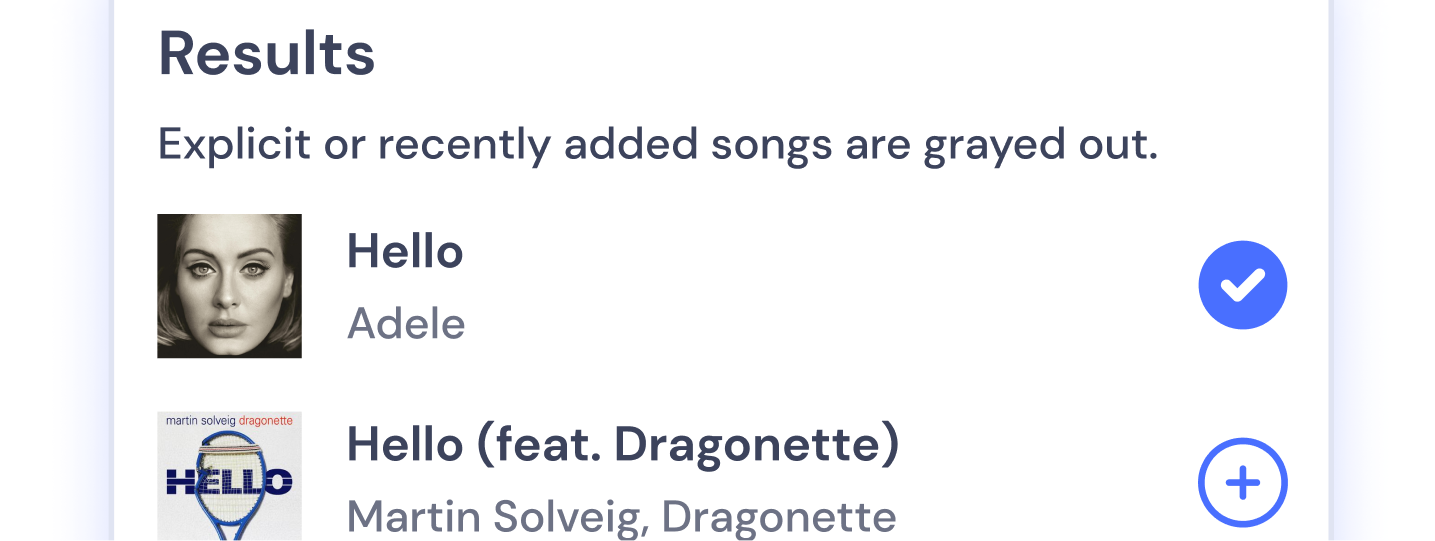 Results
Explicit or recently added songs are grayed out.
Hello
Adele
martin solveig dragonette
HELLO
Hello (feat. Dragonette)
Martin Solveig, Dragonette